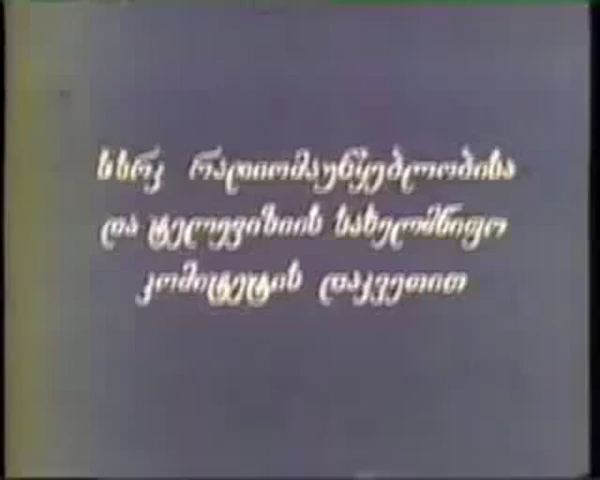 სსრკ რადიომაუწყებლობისა
და ტელევიზიის სახელმწიფო
კომიტეტის დაკვეთით